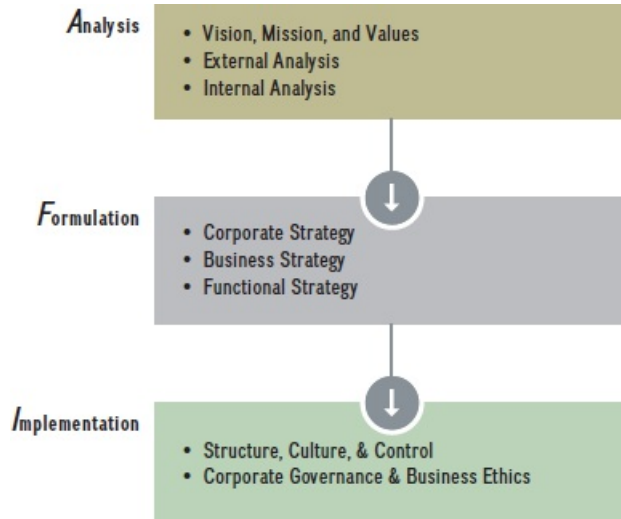 Analysis
• Vision, Mission, and Values
• External Analysis
• Internal Analysis
Formulation
• Corporate Strategy
• Business Strategy
• Functional Strategy
Implementation
• Structure, Culture, & Control
• Corporate Governance & Business Ethics